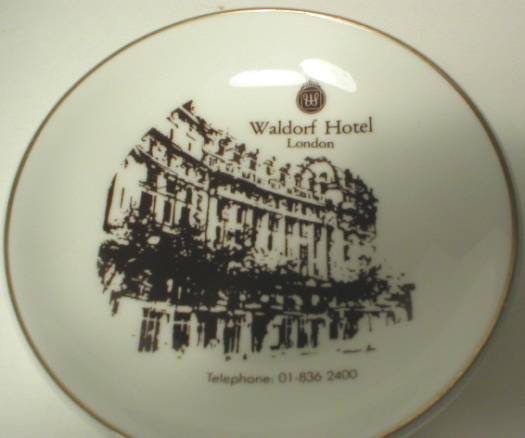 W
Waldorf Hotel
London
Telephone: 01-836 2400